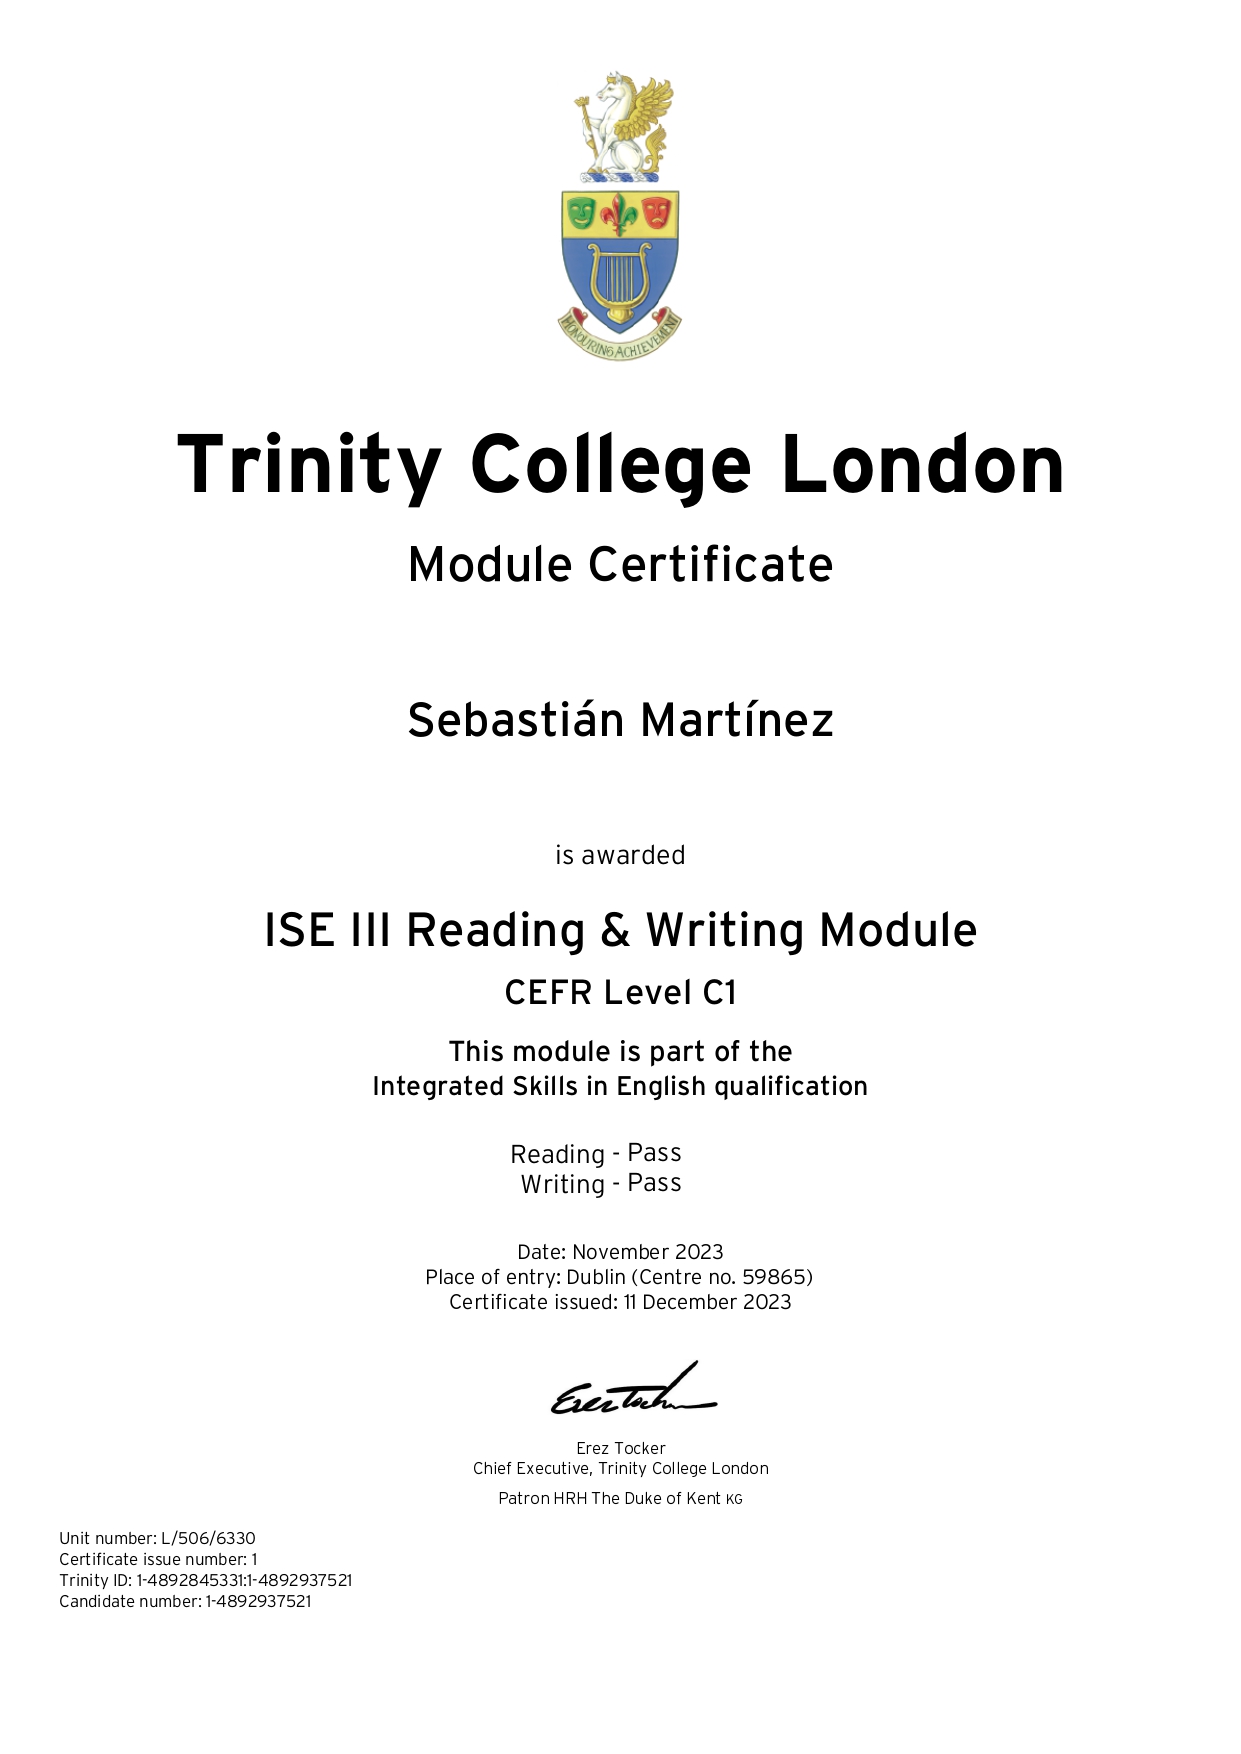 HONOURING ACHIEVEMENT
Trinity College London
Module Certificate
Sebastián Martínez
is awarded
ISE III Reading & Writing Module
CEFR Level C1
This module is part of the
Integrated Skills in English qualification
Reading - Pass
Writing - Pass
Date: November 2023
Place of entry: Dublin (Centre no. 59865)
Certificate issued: 11 December 2023
Erez Tocker
Erez Tocker
Chief Executive, Trinity College London
Patron HRH The Duke of Kent KG
Unit number: L/506/6330
Certificate issue number: 1
Trinity ID: 1-4892845331:1-4892937521
Candidate number: 1-4892937521